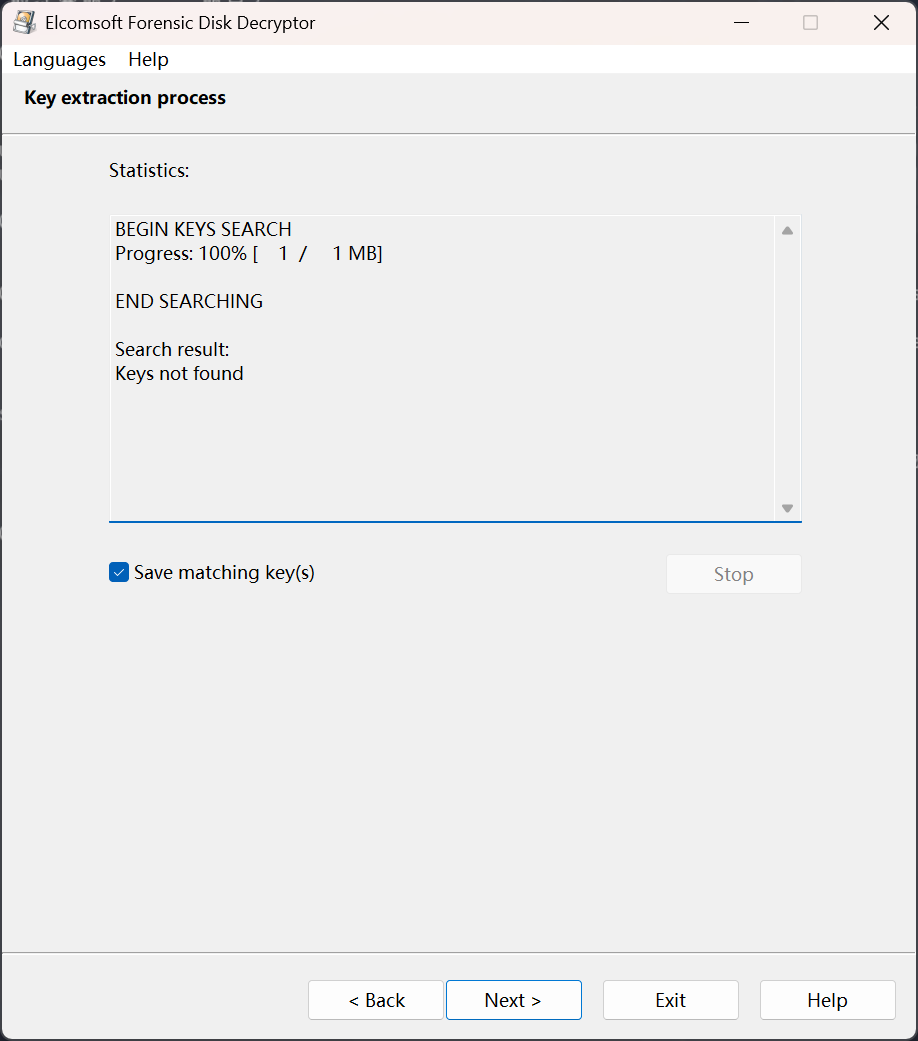 Elcomsoft Forensic Disk Decryptor
Languages Help
Key extraction process
Statistics:
BEGIN KEYS SEARCH
Progress: 100% [ 1 / 1 MB]
END SEARCHING
Search result:
Keys not found
Save matching key(s)
Stop
< Back Next > Exit Help